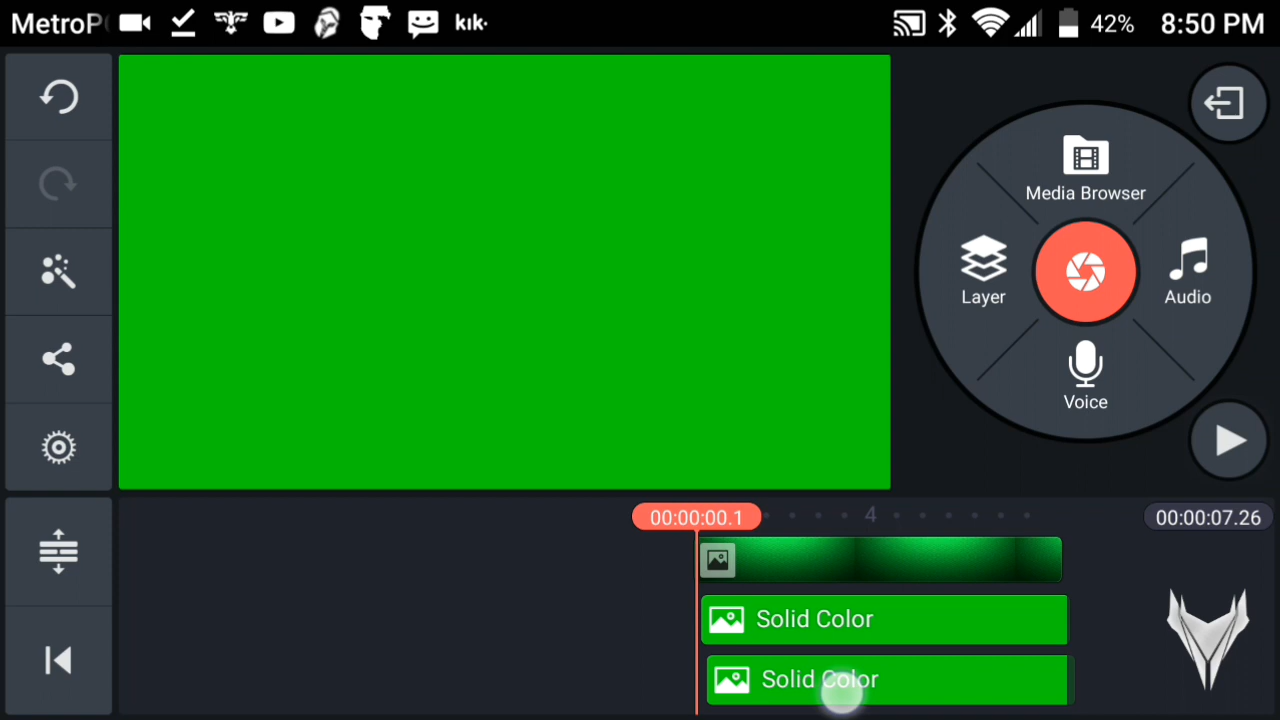 MetroP
kik·
42%
8:50 PM
Media Browser
Layer
Audio
Voice
00:00:00.1
4
00:00:07.26
Solid Color
Solid Color